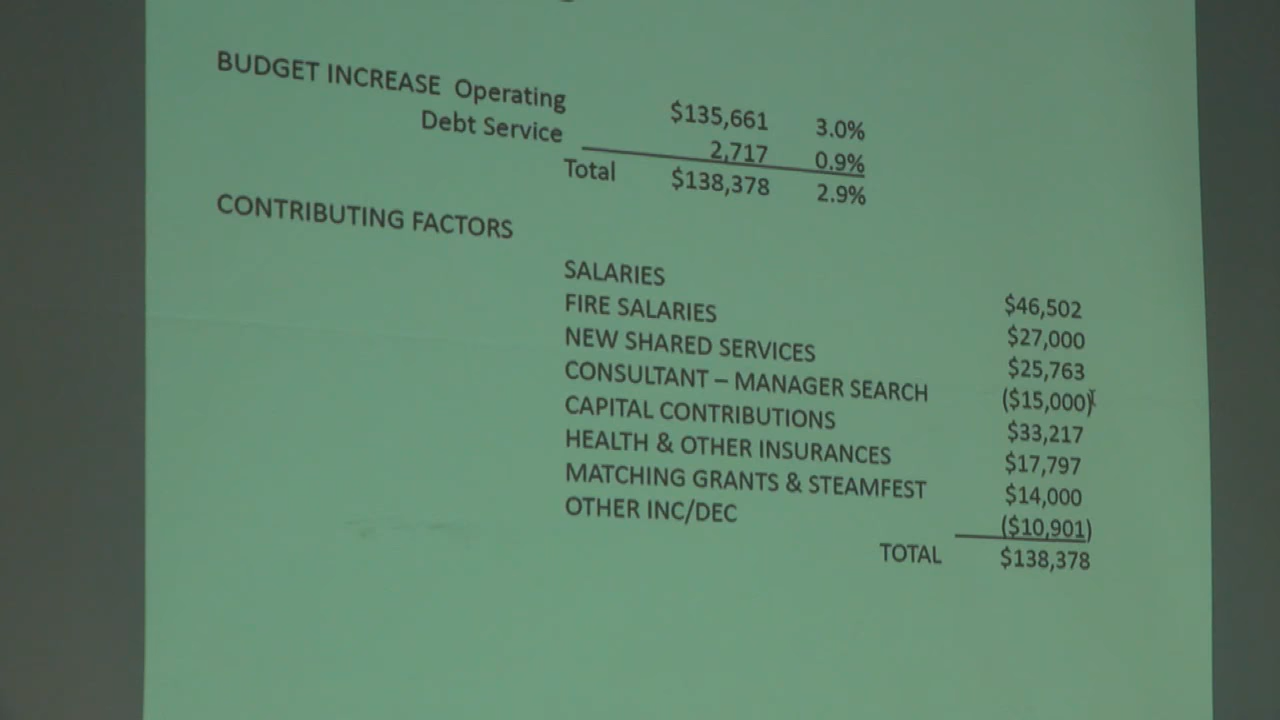 BUDGET INCREASE Operating $135,661 3.0%
Debt Service 2,717 0.9%
Total $138,378 2.9%
CONTRIBUTING FACTORS
SALARIES $46,502
FIRE SALARIES $27,000
NEW SHARED SERVICES $25,763
CONSULTANT – MANAGER SEARCH ($15,000)
CAPITAL CONTRIBUTIONS $33,217
HEALTH & OTHER INSURANCES $17,797
MATCHING GRANTS & STEAMFEST $14,000
OTHER INC/DEC ($10,901)
TOTAL $138,378